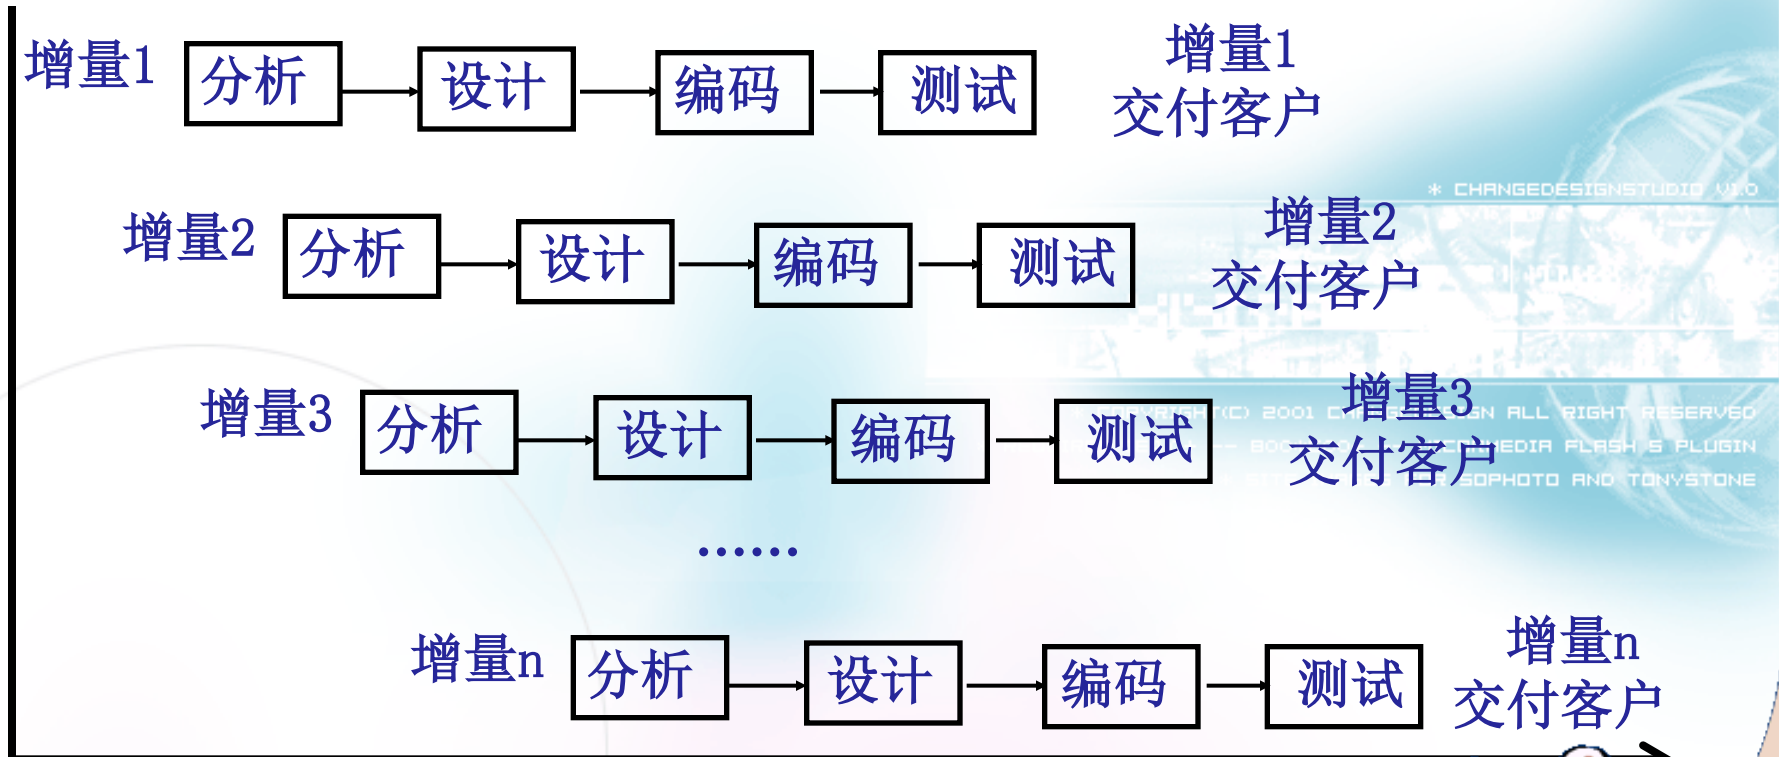 增量1 分析 设计 编码 测试 增量1
交付客户
* CHANGEDESIGNSTUDIO V1.0
增量2 分析 设计 编码 测试 增量2
交付客户
增量3 分析 设计 编码 测试 增量3
2001 ALL RIGHT RESERVED
交付客户
FLASH 5 PLUGIN
SOPHOTO AND TONYSTONE
......
增量n 分析 设计 编码 测试 增量n
交付客户